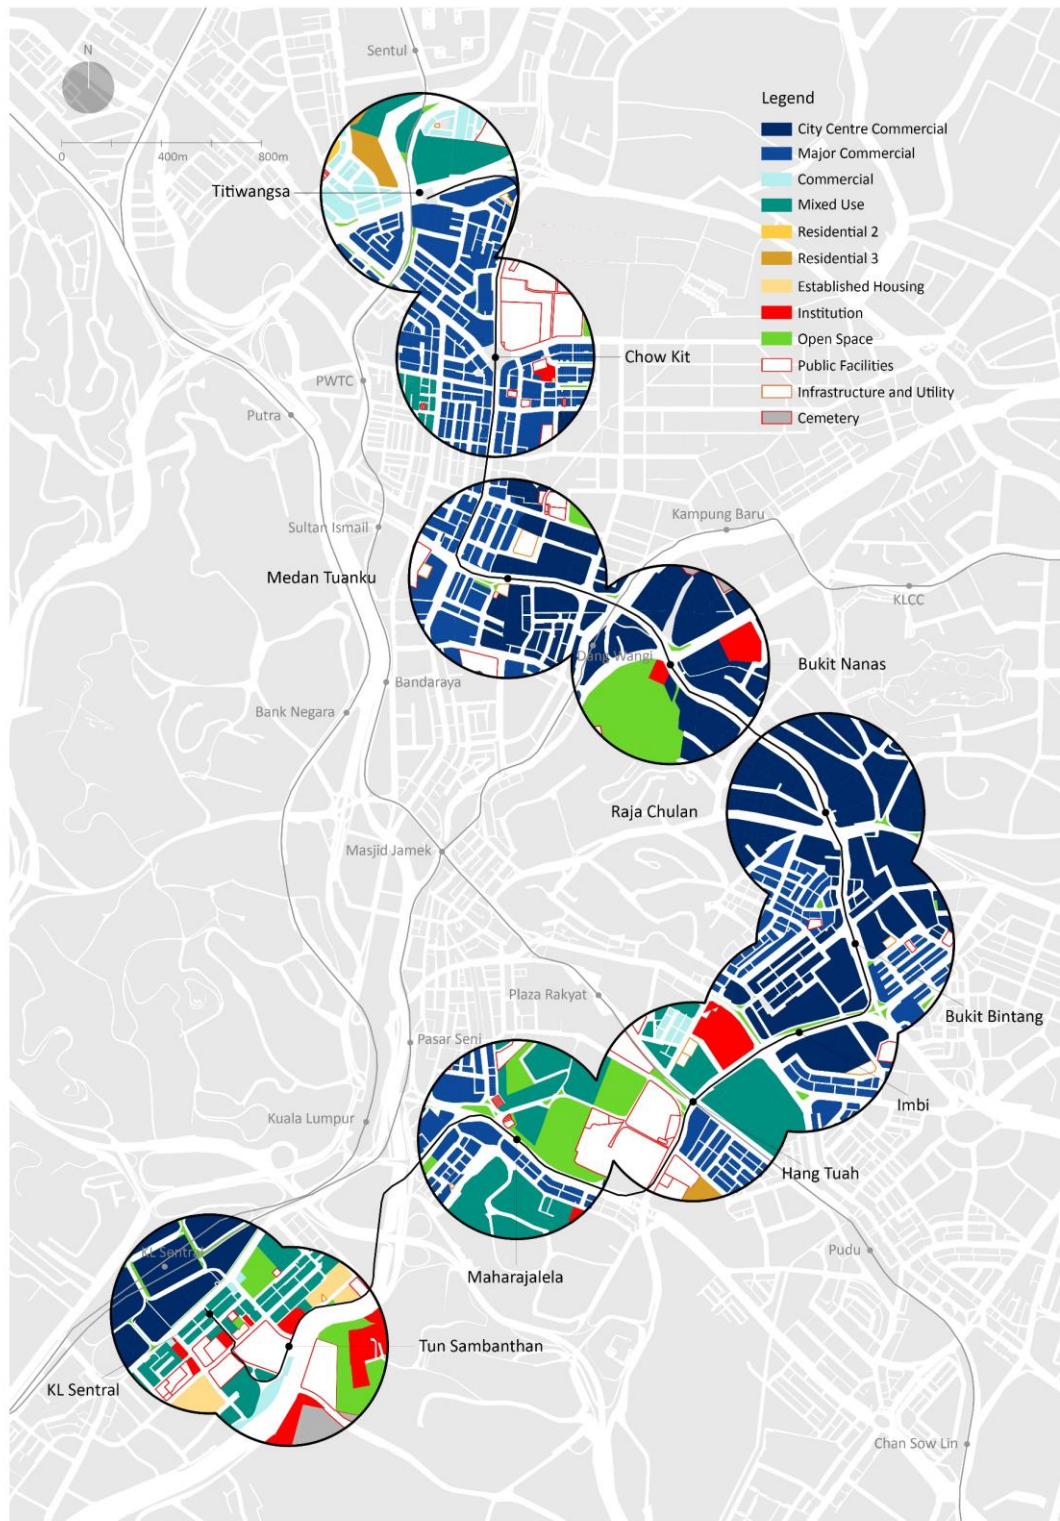 Sentul
N
0 400m 800m
Legend
City Centre Commercial
Major Commercial
Commercial
Mixed Use
Residential 2
Residential 3
Established Housing
Institution
Open Space
Public Facilities
Infrastructure and Utility
Cemetery
Titiwangsa
Chow Kit
PWTC
Putra
Sultan Ismail
Kampung Baru
Medan Tuanku
KLCC
Dang Wangi
Bukit Nanas
Bandaraya
Bank Negara
Raja Chulan
Masjid Jamek
Plaza Rakyat
Bukit Bintang
Pasar Seni
Imbi
Kuala Lumpur
Hang Tuah
Pudu
KL Sentral
Maharajalela
Tun Sambanthan
KL Sentral
Chan Sow Lin